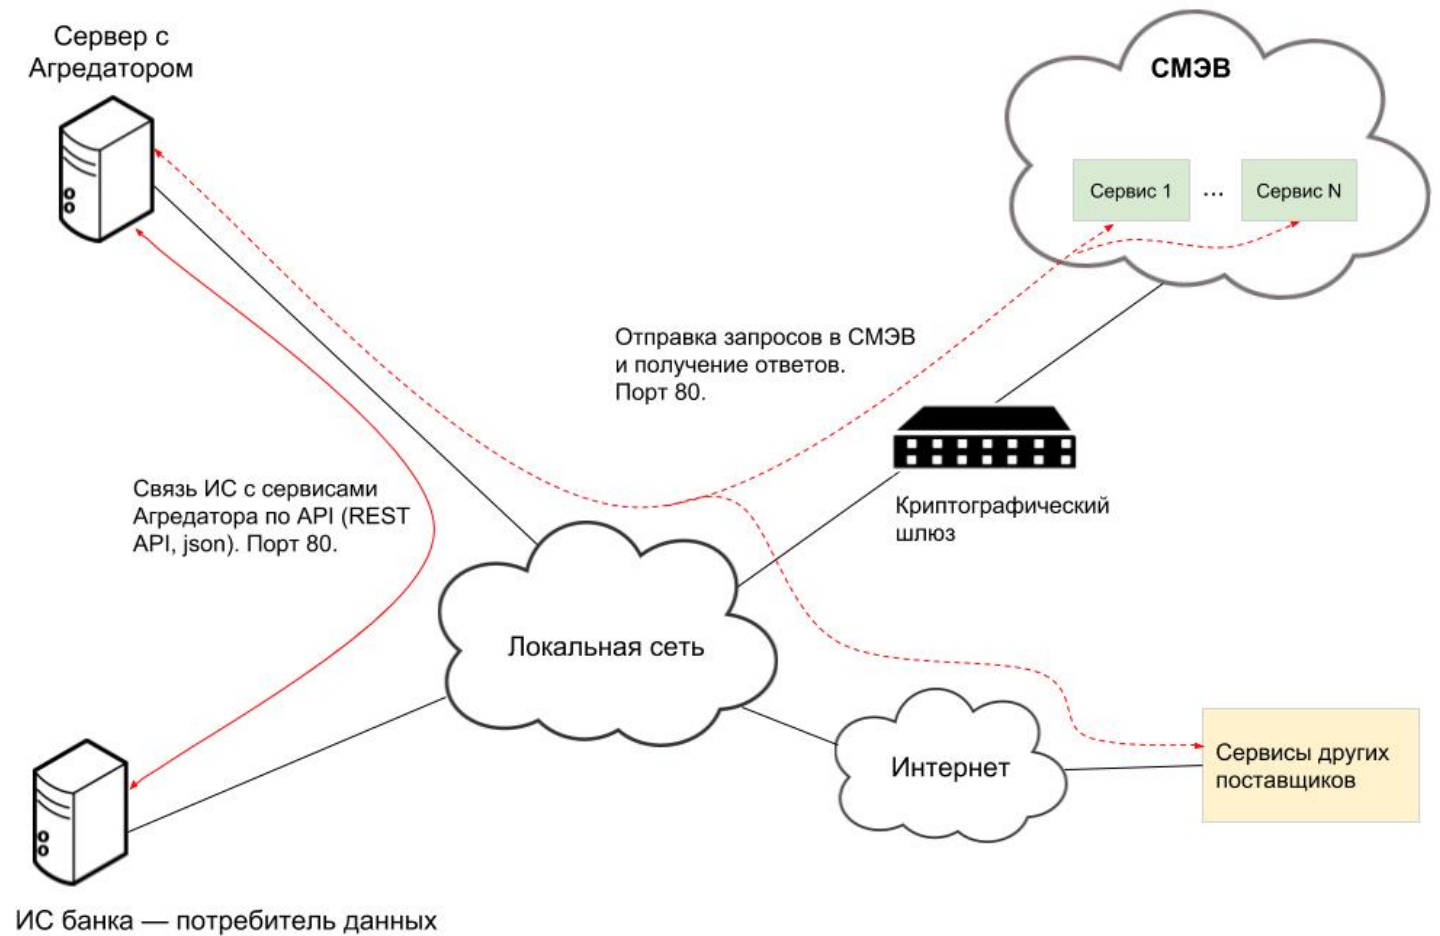 Сервер с
Агредатором
СМЭВ
Сервис 1
...
Сервис N
Отправка запросов в СМЭВ
и получение ответов.
Порт 80.
Связь ИС с сервисами
Агредатора по API (REST
API, json). Порт 80.
Криптографический
шлюз
Локальная сеть
Интернет
Сервисы других
поставщиков
ИС банка — потребитель данных